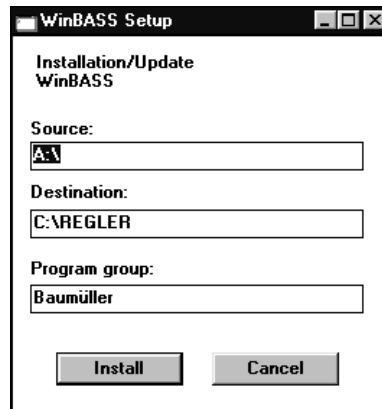 WinBASS Setup
Installation/Update
WinBASS
Source:
A:\
Destination:
C:\REGLER
Program group:
Baumüller
Install
Cancel